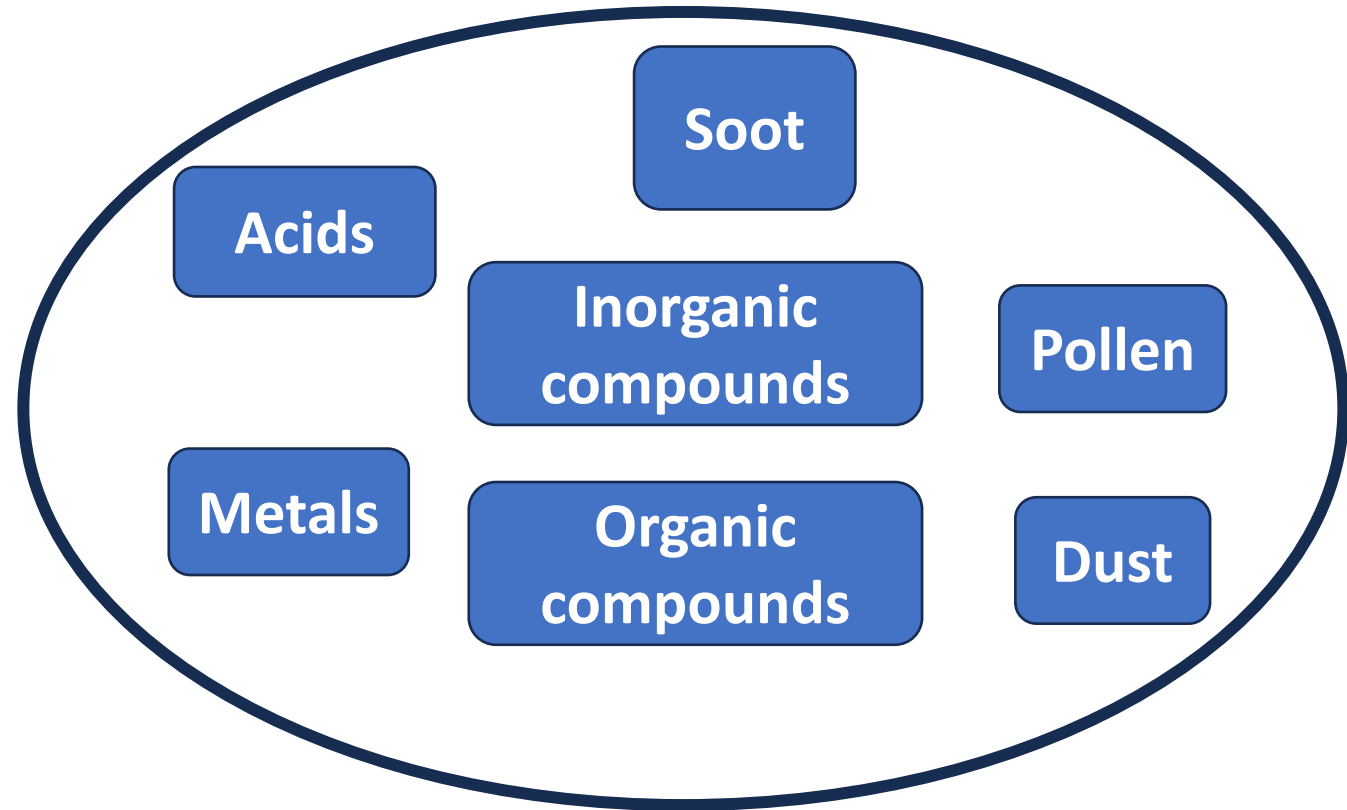 Soot
Acids
Inorganic
compounds
Pollen
Metals
Organic
compounds
Dust